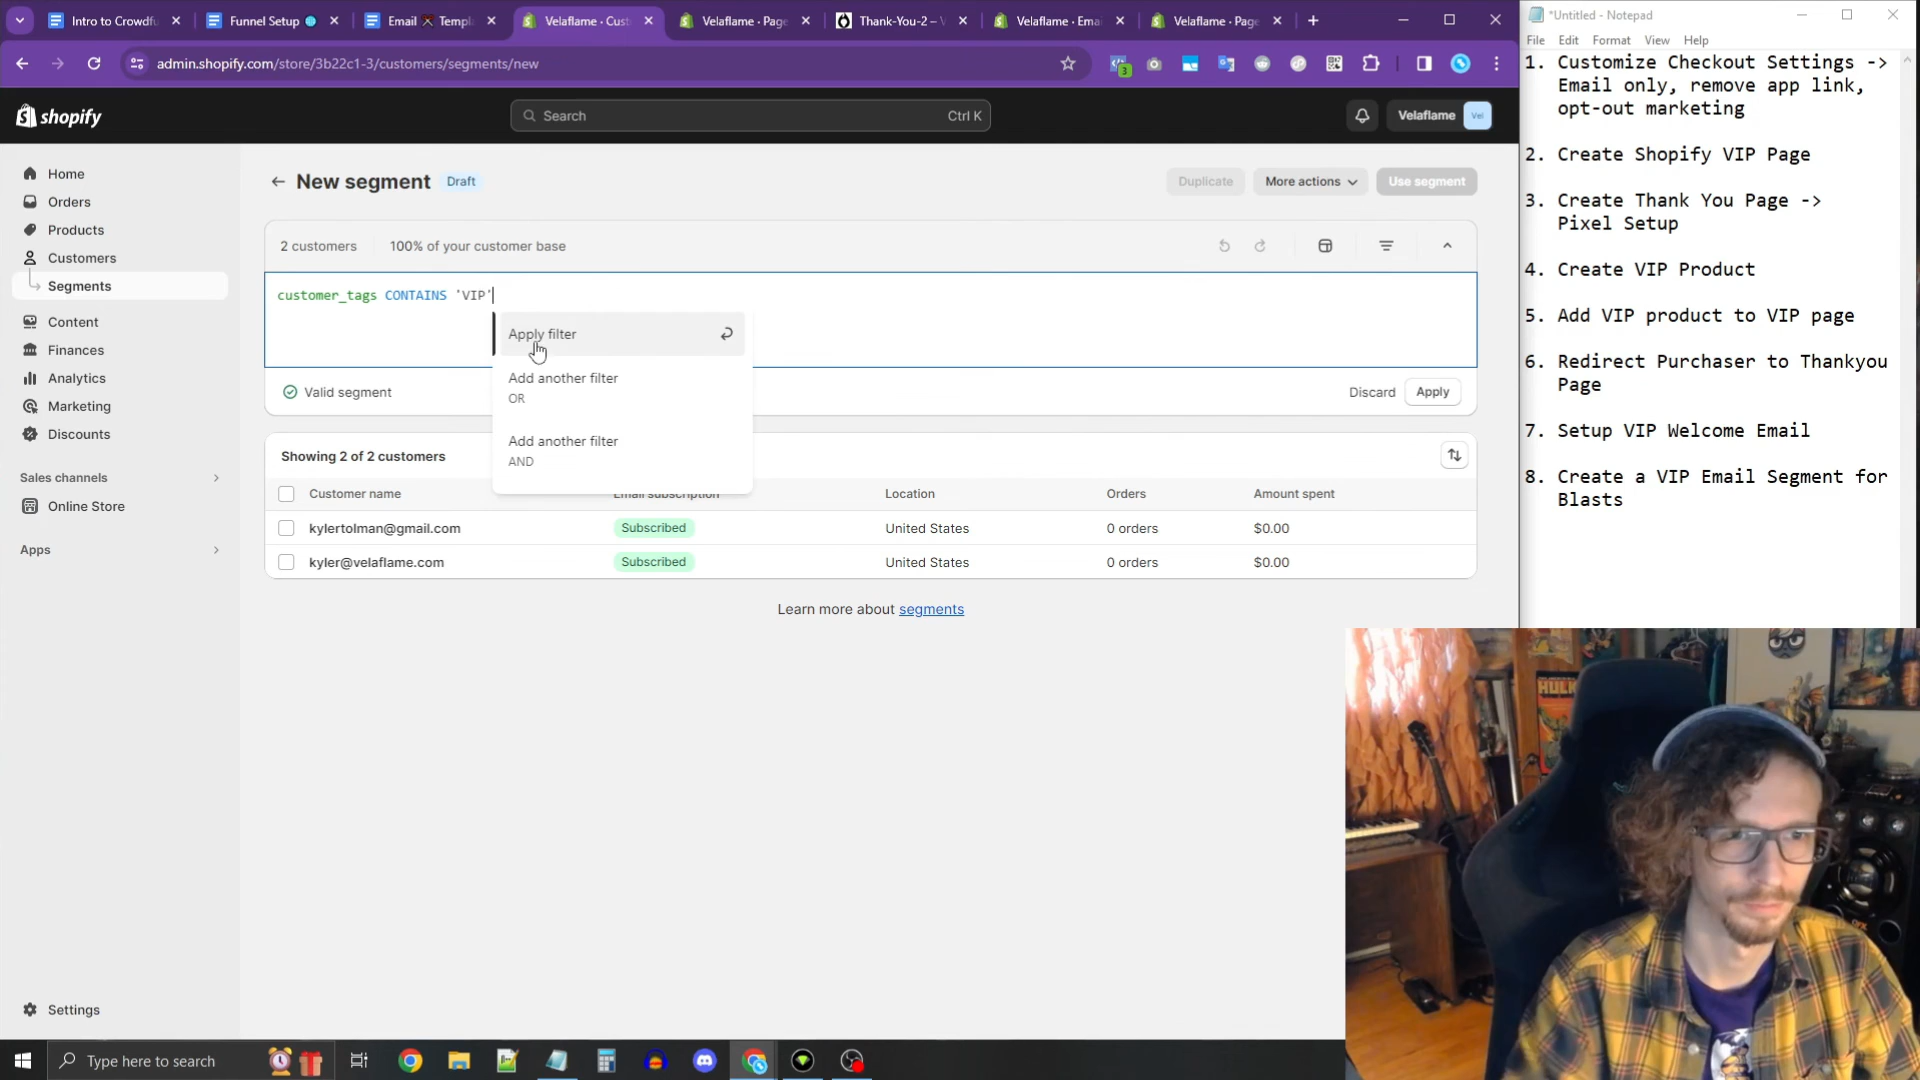 Intro to Crowdfu
Funnel Setup
Email Templ
Velaflame · Cust
Velaflame · Page
Thank-You-2 – V
Velaflame · Emai
Velaflame · Page
admin.shopify.com/store/3b22c1-3/customers/segments/new
3
shopify
Search
Ctrl K
Velaflame
Vel
Home
Orders
Products
Customers
Segments
Content
Finances
Analytics
Marketing
Discounts
Sales channels
Online Store
Apps
Settings
New segment
Draft
Duplicate
More actions
Use segment
2 customers
100% of your customer base
customer_tags CONTAINS 'VIP'
Apply filter
Add another filter
OR
Add another filter
AND
Valid segment
Discard
Apply
Showing 2 of 2 customers
Customer name
Email subscription
Location
Orders
Amount spent
kylertolman@gmail.com
Subscribed
United States
0 orders
$0.00
kyler@velaflame.com
Subscribed
United States
0 orders
$0.00
Learn more about segments
*Untitled - Notepad
File Edit Format View Help
1. Customize Checkout Settings ->
Email only, remove app link,
opt-out marketing
2. Create Shopify VIP Page
3. Create Thank You Page ->
Pixel Setup
4. Create VIP Product
5. Add VIP product to VIP page
6. Redirect Purchaser to Thankyou
Page
7. Setup VIP Welcome Email
8. Create a VIP Email Segment for
Blasts
HULK
Type here to search